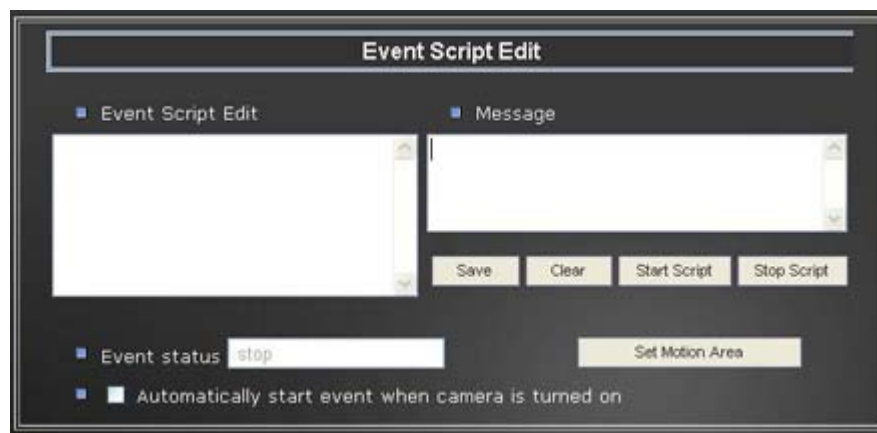 Event Script Edit
Event Script Edit
Message
Save Clear Start Script Stop Script
Event status stop
Set Motion Area
Automatically start event when camera is turned on